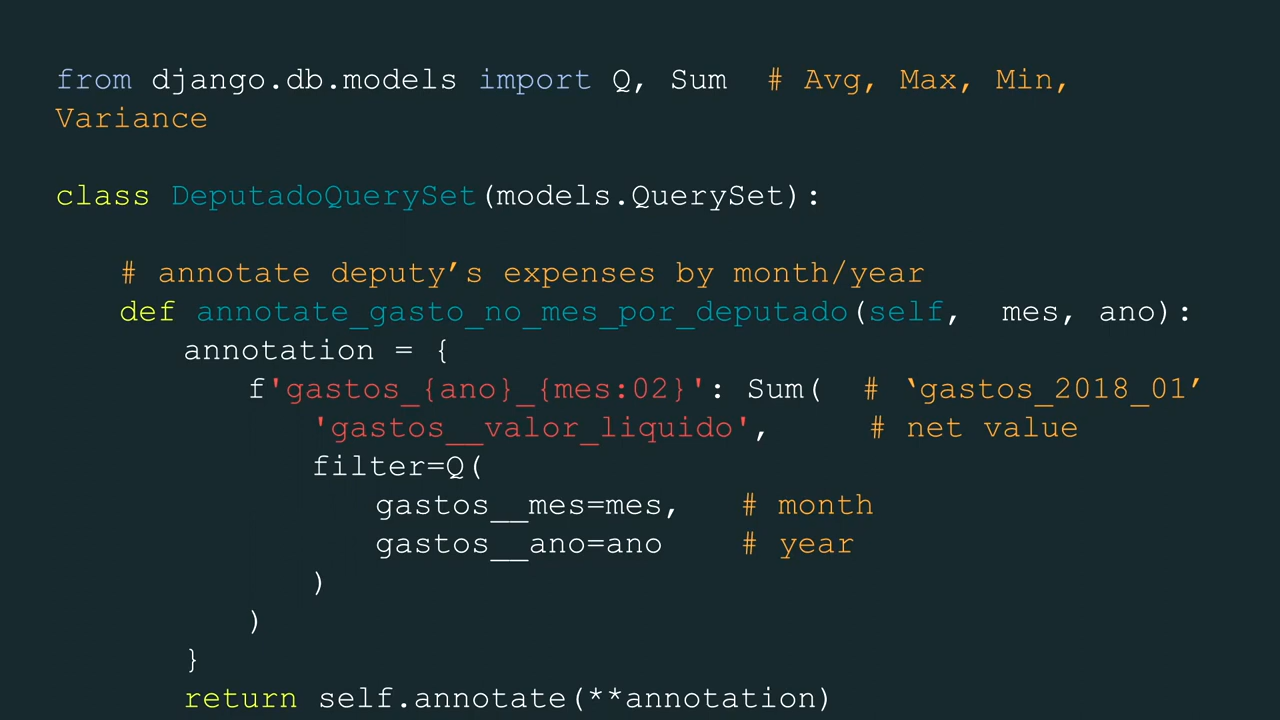 from django.db.models import Q, Sum  # Avg, Max, Min,
Variance
class DeputadoQuerySet(models.QuerySet):
# annotate deputy’s expenses by month/year
def annotate_gasto_no_mes_por_deputado(self,  mes, ano):
annotation = {
f'gastos_{ano}_{mes:02}': Sum(  # ‘gastos_2018_01’
'gastos__valor_liquido',     # net value
filter=Q(
gastos__mes=mes,   # month
gastos__ano=ano    # year
)
)
}
return self.annotate(**annotation)